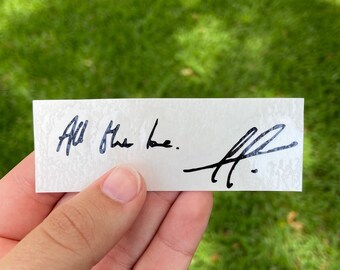 All the love. H.